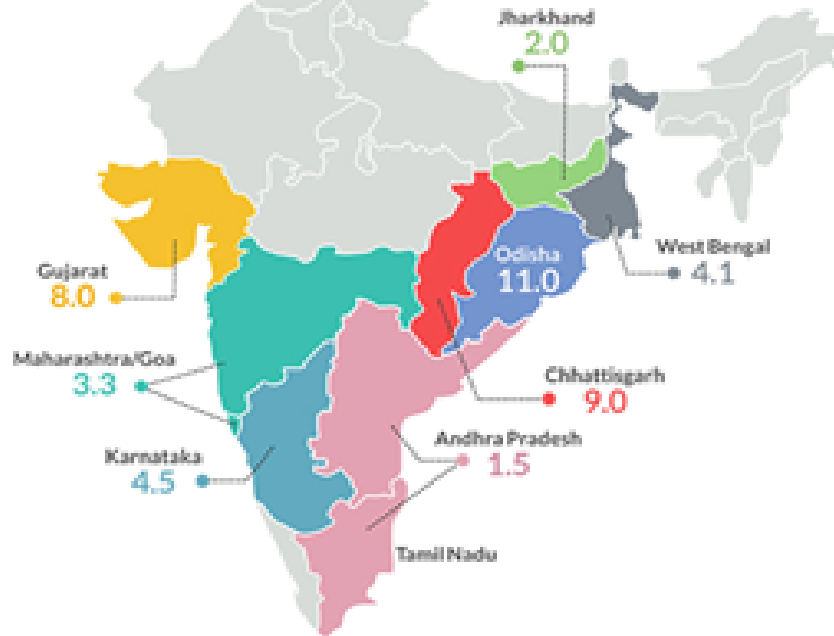 Jharkhand
2.0
Odisha
11.0
West Bengal
4.1
Gujarat
8.0
Maharashtra/Goa
3.3
Chhattisgarh
9.0
Andhra Pradesh
1.5
Karnataka
4.5
Tamil Nadu